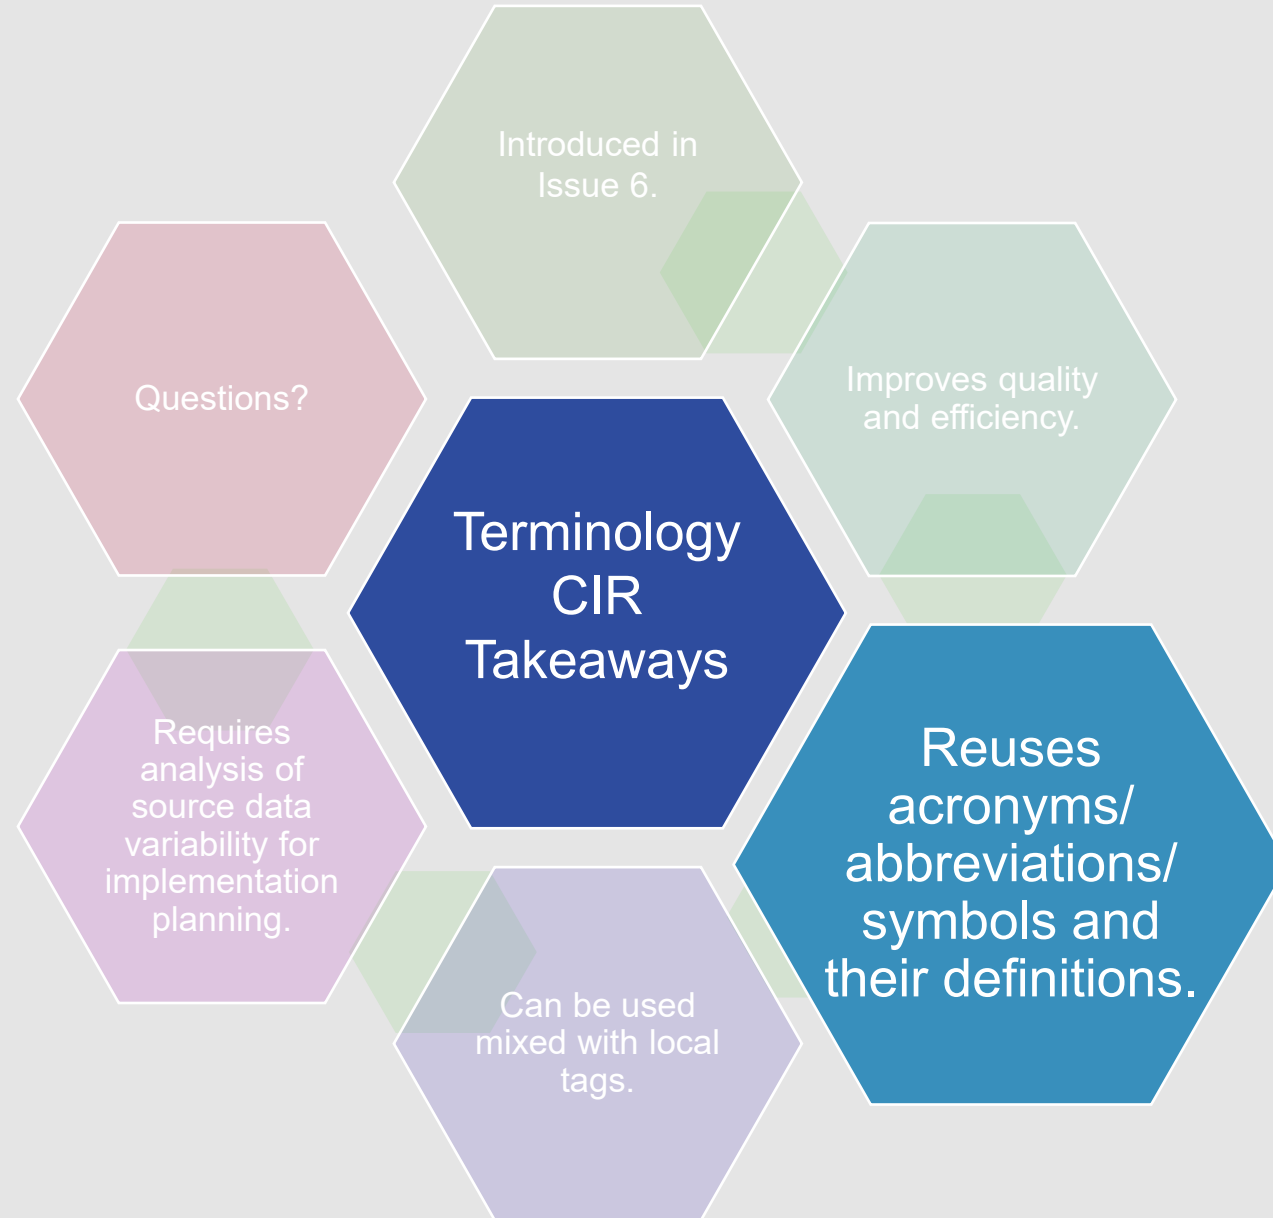 Introduced in
Issue 6.
Improves quality
and efficiency.
Questions?
Terminology
CIR
Takeaways
Reuses
acronyms/
abbreviations/
symbols and
their definitions.
Requires
analysis of
source data
variability for
implementation
planning.
Can be used
mixed with local
tags.